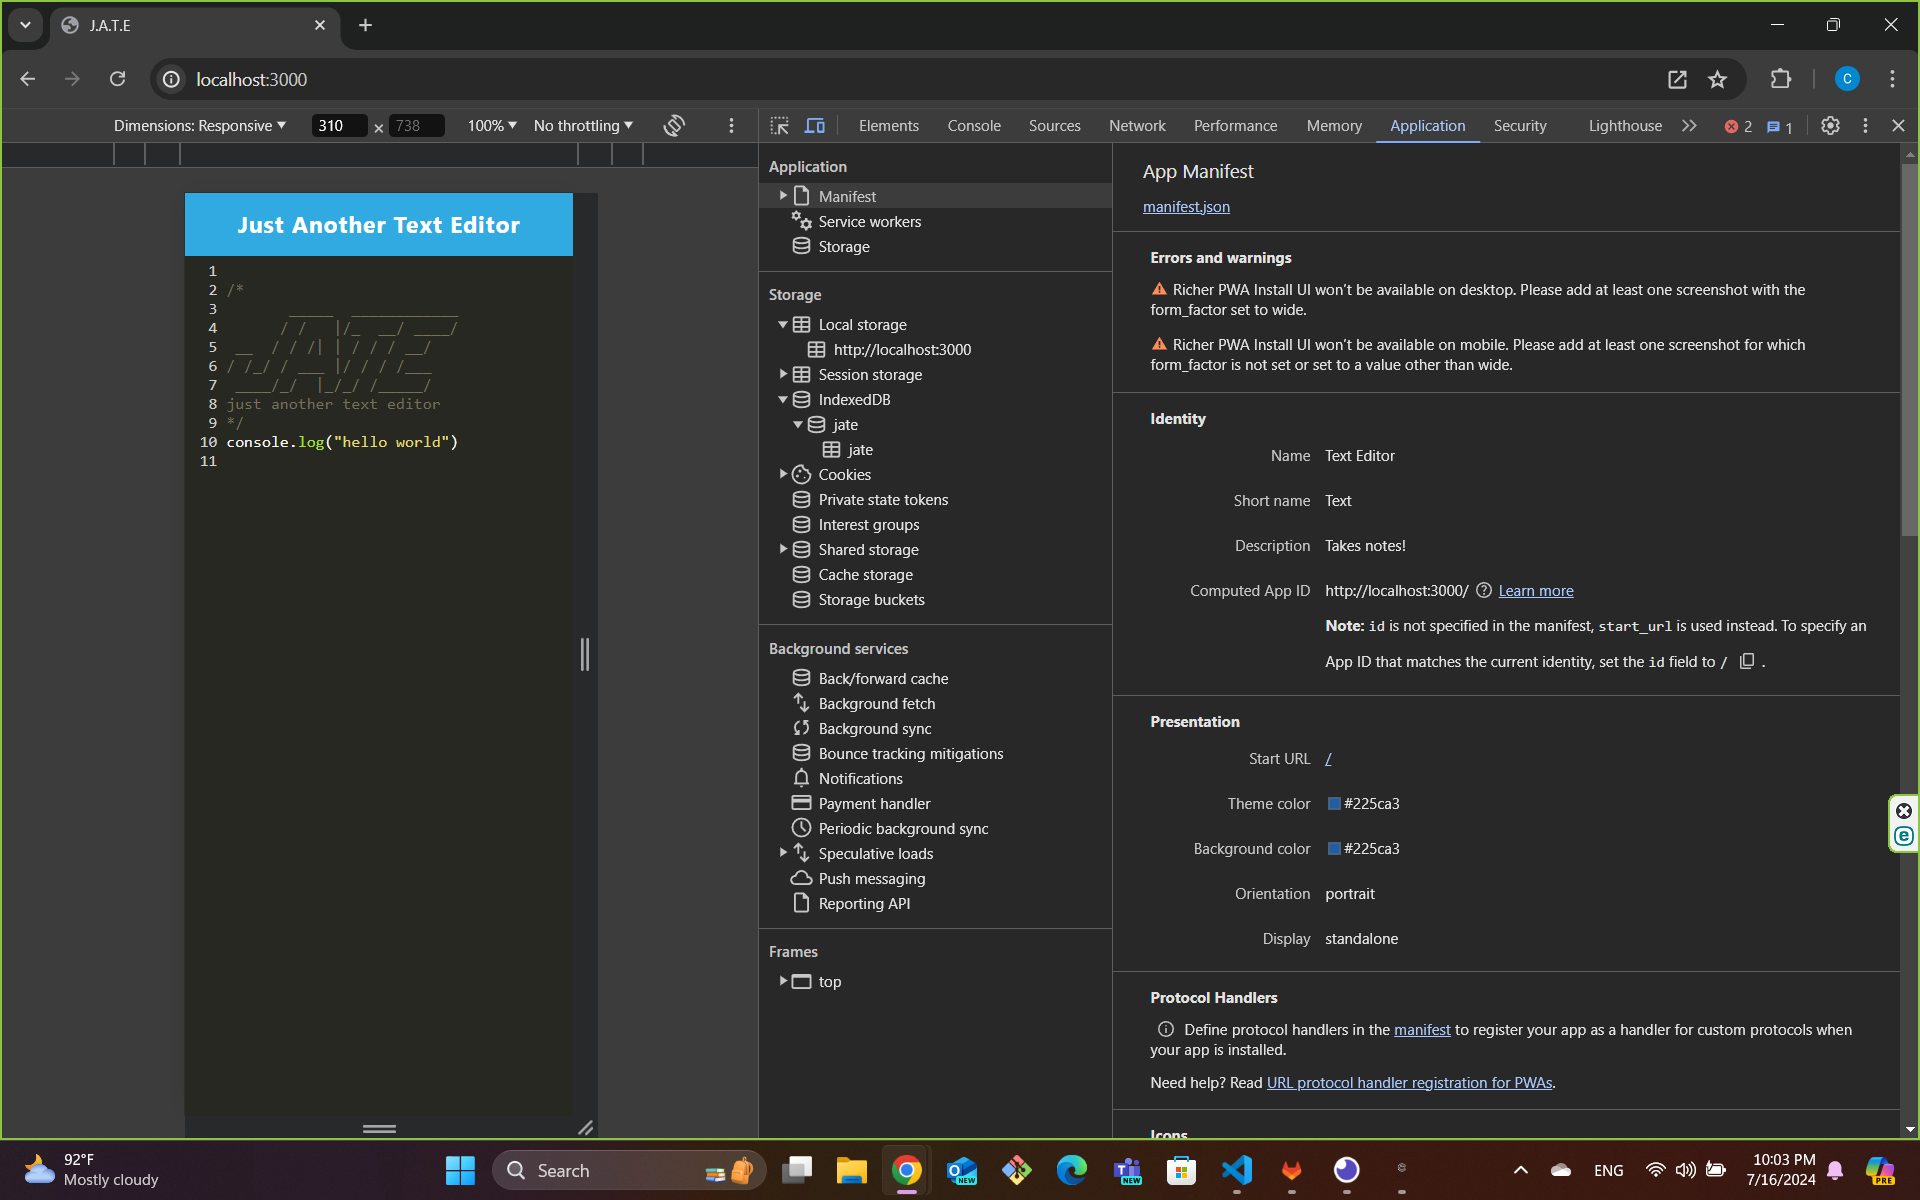 J.A.T.E
localhost:3000
C
Dimensions: Responsive
310 × 738
100%
No throttling
Elements
Console
Sources
Network
Performance
Memory
Application
Security
Lighthouse
2
1
Just Another Text Editor
1
2 /*
3 _____ ____________
4 / / |/_ __/ ____/
5 __ / / /| | / / / __/
6 / /_/ / ___ |/ / / /___
7 ____/_/ |_/_/ /_____/
8 just another text editor
9 */
10 console.log("hello world")
11
Application
Manifest
Service workers
Storage
Storage
Local storage
http://localhost:3000
Session storage
IndexedDB
jate
jate
Cookies
Private state tokens
Interest groups
Shared storage
Cache storage
Storage buckets
Background services
Back/forward cache
Background fetch
Background sync
Bounce tracking mitigations
Notifications
Payment handler
Periodic background sync
Speculative loads
Push messaging
Reporting API
Frames
top
App Manifest
manifest.json
Errors and warnings
Richer PWA Install UI won't be available on desktop. Please add at least one screenshot with the
form_factor set to wide.
Richer PWA Install UI won't be available on mobile. Please add at least one screenshot for which
form_factor is not set or set to a value other than wide.
Identity
Name Text Editor
Short name Text
Description Takes notes!
Computed App ID http://localhost:3000/ Learn more
Note: id is not specified in the manifest, start_url is used instead. To specify an
App ID that matches the current identity, set the id field to / .
Presentation
Start URL /
Theme color #225ca3
Background color #225ca3
Orientation portrait
Display standalone
Protocol Handlers
Define protocol handlers in the manifest to register your app as a handler for custom protocols when
your app is installed.
Need help? Read URL protocol handler registration for PWAs.
Icons
92°F
Mostly cloudy
Search
NEW
NEW
ENG
10:03 PM
7/16/2024
PRE